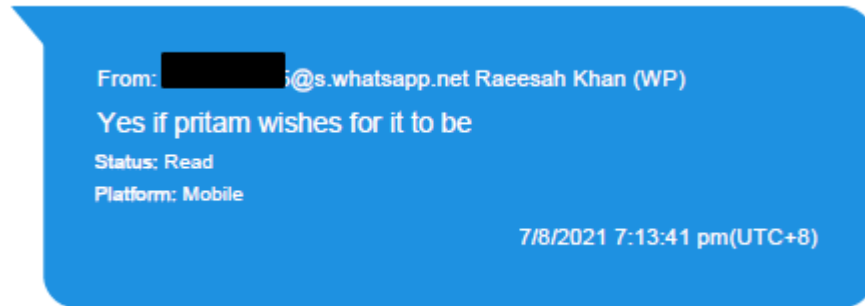 From: 5@s.whatsapp.net Raeesah Khan (WP)
Yes if pritam wishes for it to be
Status: Read
Platform: Mobile
7/8/2021 7:13:41 pm(UTC+8)